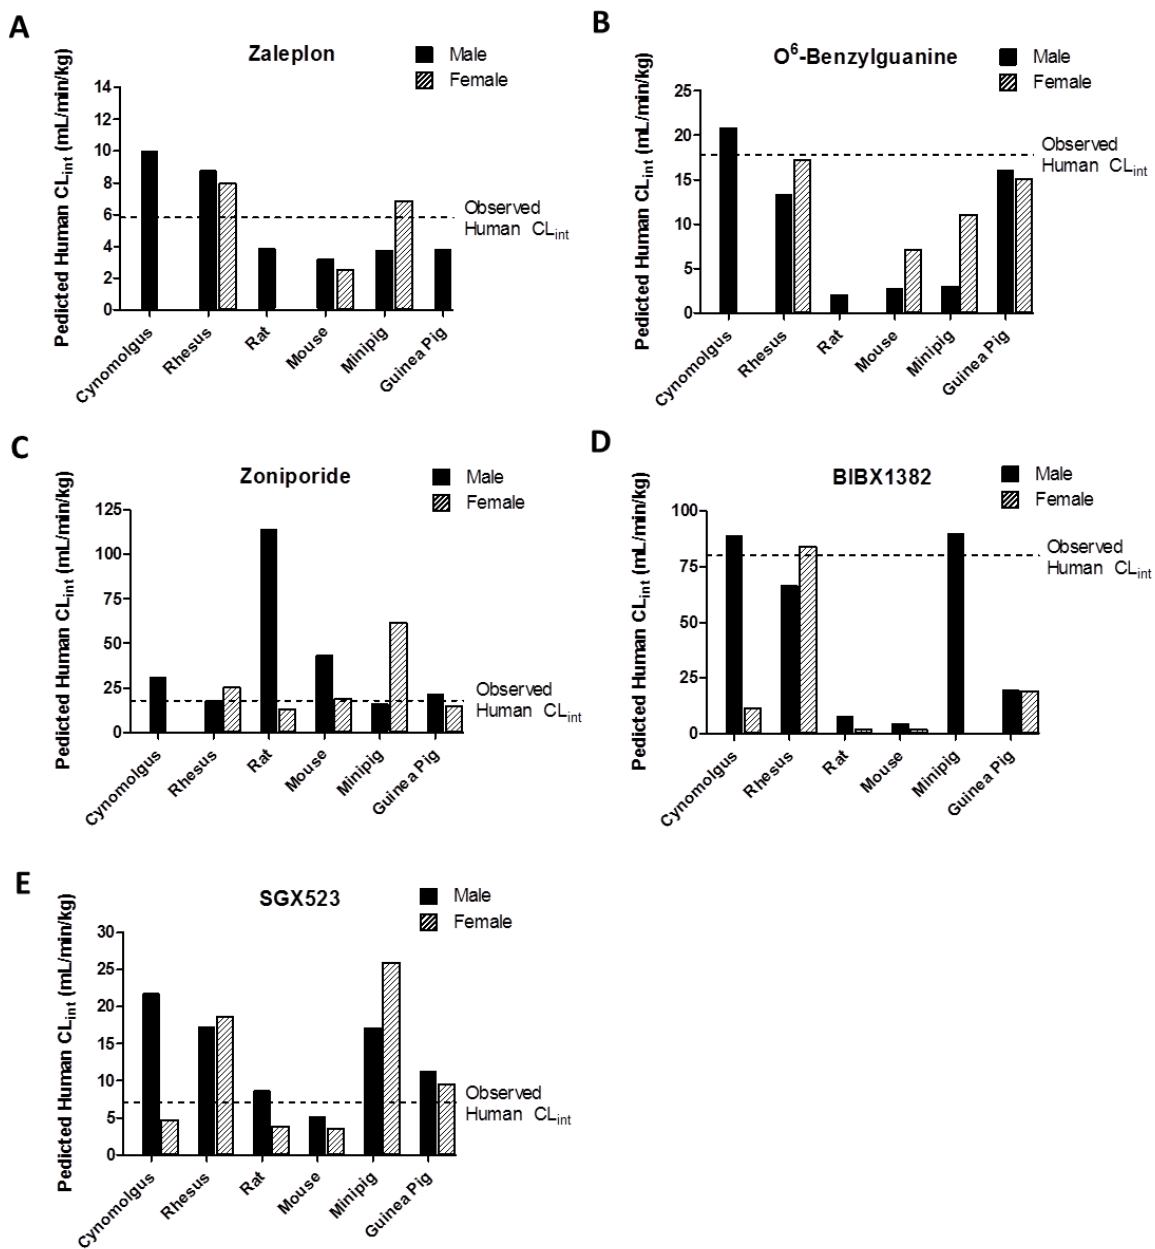 A
Zaleplon
Male
Female
Pedicted Human CLint (mL/min/kg)
14
12
10
8
6
4
2
0
Observed
Human CLint
Cynomolgus
Rhesus
Rat
Mouse
Minipig
Guinea Pig
B
O6-Benzylguanine
Male
Female
Pedicted Human CLint (mL/min/kg)
25
20
15
10
5
0
Observed
Human CLint
Cynomolgus
Rhesus
Rat
Mouse
Minipig
Guinea Pig
C
Zoniporide
Male
Female
Pedicted Human CLint (mL/min/kg)
125
100
75
50
25
0
Observed
Human CLint
Cynomolgus
Rhesus
Rat
Mouse
Minipig
Guinea Pig
D
BIBX1382
Male
Female
Pedicted Human CLint (mL/min/kg)
100
75
50
25
0
Observed
Human CLint
Cynomolgus
Rhesus
Rat
Mouse
Minipig
Guinea Pig
E
SGX523
Male
Female
Pedicted Human CLint (mL/min/kg)
30
25
20
15
10
5
0
Observed
Human CLint
Cynomolgus
Rhesus
Rat
Mouse
Minipig
Guinea Pig